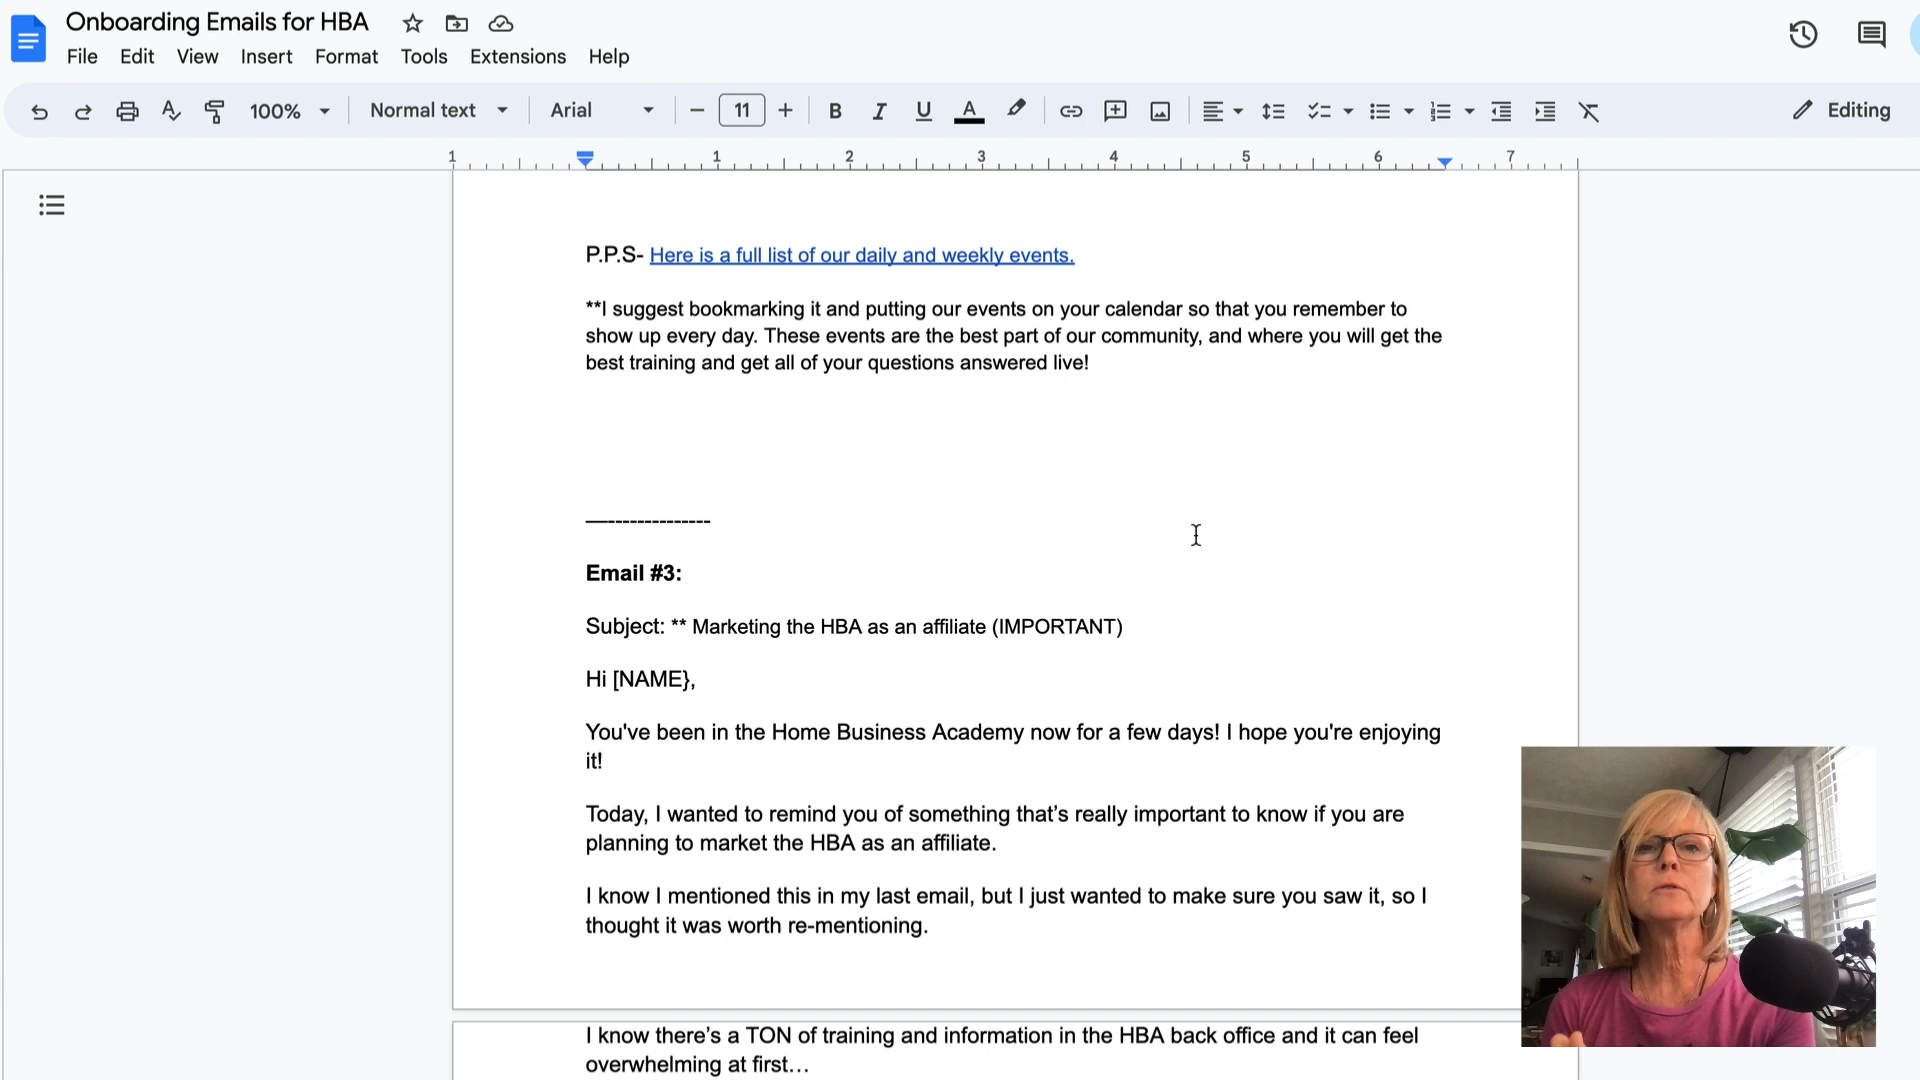 Onboarding Emails for HBA
File Edit View Insert Format Tools Extensions Help
100% Normal text Arial 11 B I U A Editing
1 1 2 3 4 5 6 7
P.P.S- Here is a full list of our daily and weekly events.
**I suggest bookmarking it and putting our events on your calendar so that you remember to
show up every day. These events are the best part of our community, and where you will get the
best training and get all of your questions answered live!
—--------------
Email #3:
Subject: ** Marketing the HBA as an affiliate (IMPORTANT)
Hi [NAME},
You've been in the Home Business Academy now for a few days! I hope you're enjoying
it!
Today, I wanted to remind you of something that’s really important to know if you are
planning to market the HBA as an affiliate.
I know I mentioned this in my last email, but I just wanted to make sure you saw it, so I
thought it was worth re-mentioning.
I know there’s a TON of training and information in the HBA back office and it can feel
overwhelming at first…